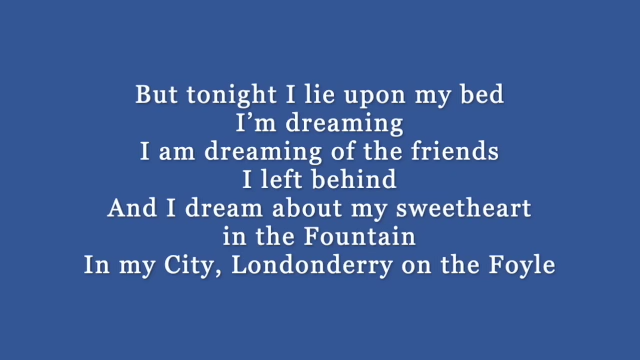 But tonight I lie upon my bed
I’m dreaming
I am dreaming of the friends
I left behind
And I dream about my sweetheart
in the Fountain
In my City, Londonderry on the Foyle